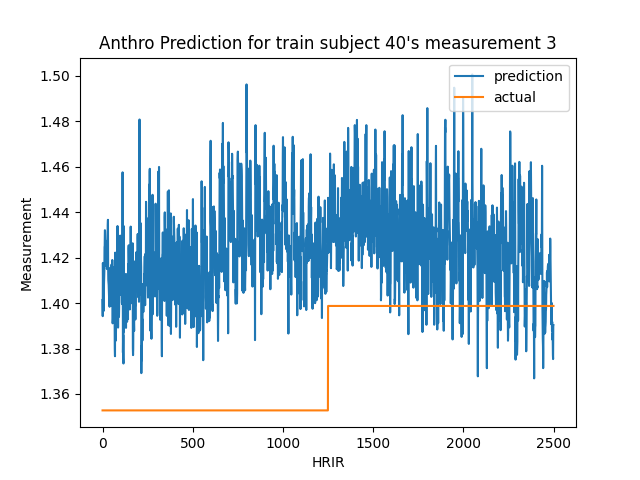 Anthro Prediction for train subject 40's measurement 3
prediction
actual
1.50
1.48
1.46
1.44
1.42
1.40
1.38
1.36
Measurement
0
500
1000
1500
2000
2500
HRIR